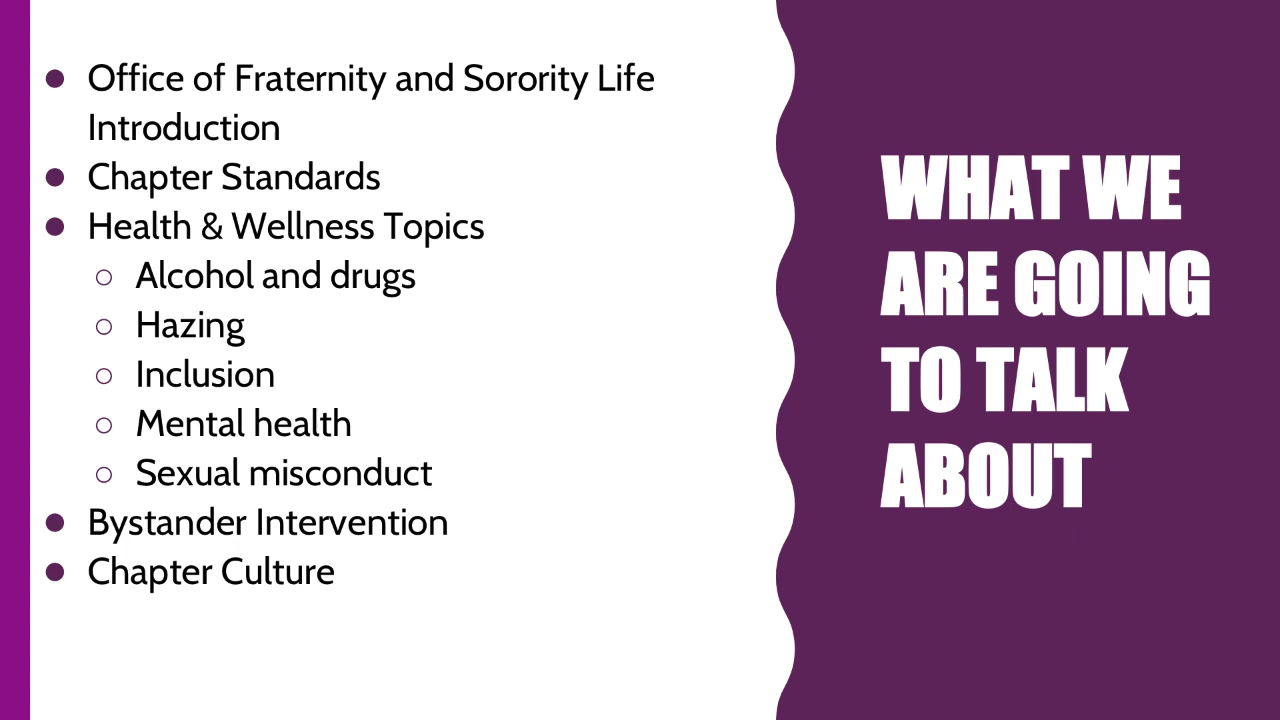 ● Office of Fraternity and Sorority Life
Introduction
● Chapter Standards
● Health & Wellness Topics
○ Alcohol and drugs
○ Hazing
○ Inclusion
○ Mental health
○ Sexual misconduct
● Bystander Intervention
● Chapter Culture
WHAT WE
ARE GOING
TO TALK
ABOUT